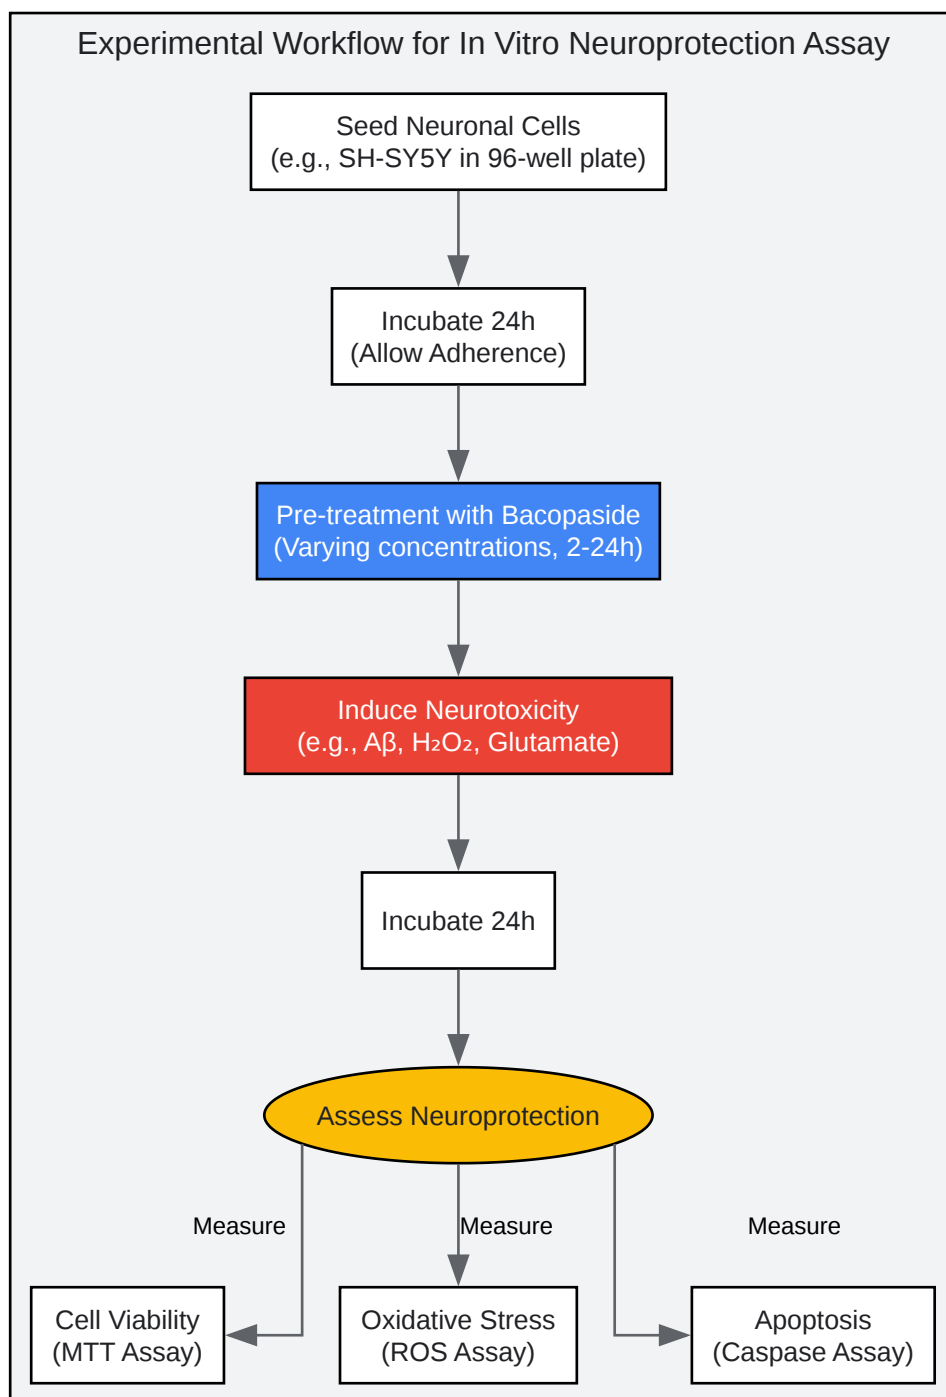 Experimental Workflow for In Vitro Neuroprotection Assay
Seed Neuronal Cells
(e.g., SH-SY5Y in 96-well plate)
Incubate 24h
(Allow Adherence)
Pre-treatment with Bacopaside
(Varying concentrations, 2-24h)
Induce Neurotoxicity
(e.g., Aβ, H₂O₂, Glutamate)
Incubate 24h
Assess Neuroprotection
Measure
Measure
Measure
Cell Viability
(MTT Assay)
Oxidative Stress
(ROS Assay)
Apoptosis
(Caspase Assay)